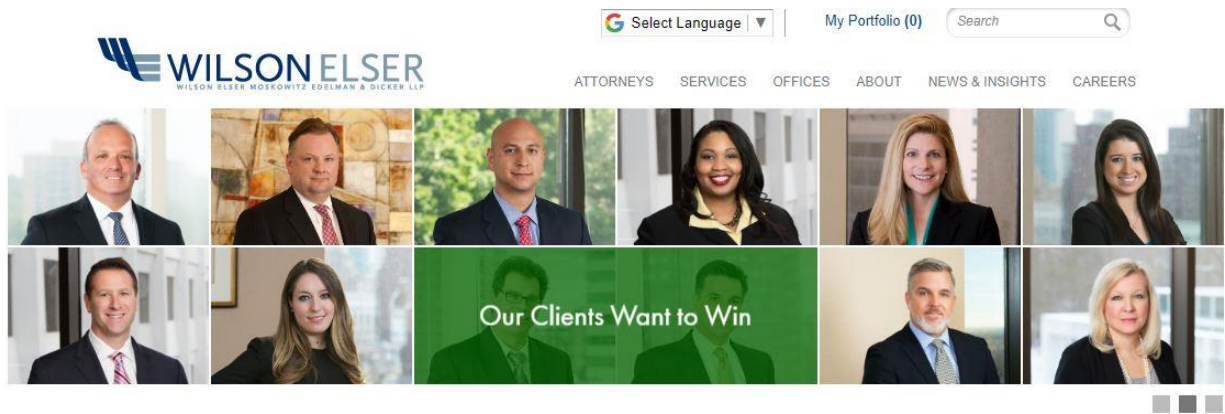 Select Language ▼
My Portfolio (0)
Search
WILSON ELSER
WILSON ELSER MOSKOWITZ EDELMAN & DICKER LLP
ATTORNEYS SERVICES OFFICES ABOUT NEWS & INSIGHTS CAREERS
Our Clients Want to Win